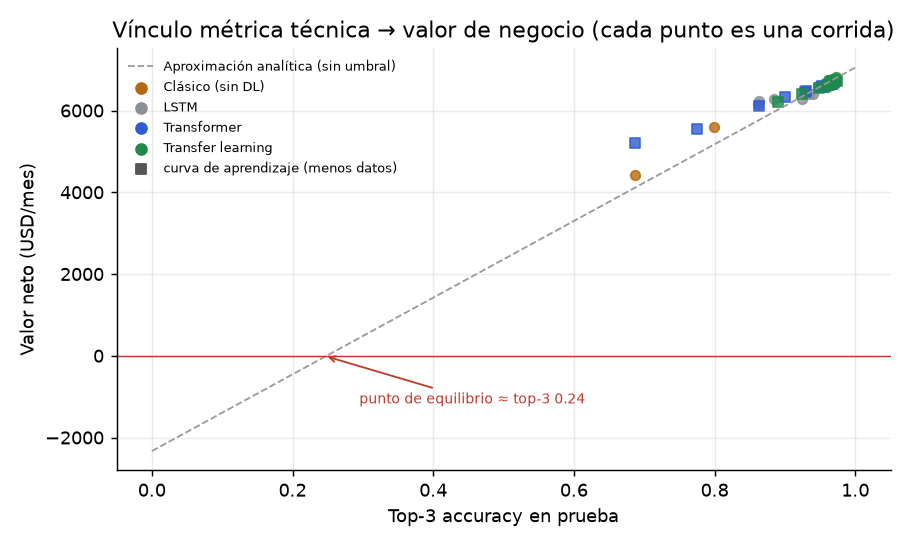 Vínculo métrica técnica → valor de negocio (cada punto es una corrida)
Aproximación analítica (sin umbral)
Clásico (sin DL)
LSTM
Transformer
Transfer learning
curva de aprendizaje (menos datos)
Valor neto (USD/mes)
6000
4000
2000
0
−2000
punto de equilibrio ≈ top-3 0.24
0.0 0.2 0.4 0.6 0.8 1.0
Top-3 accuracy en prueba